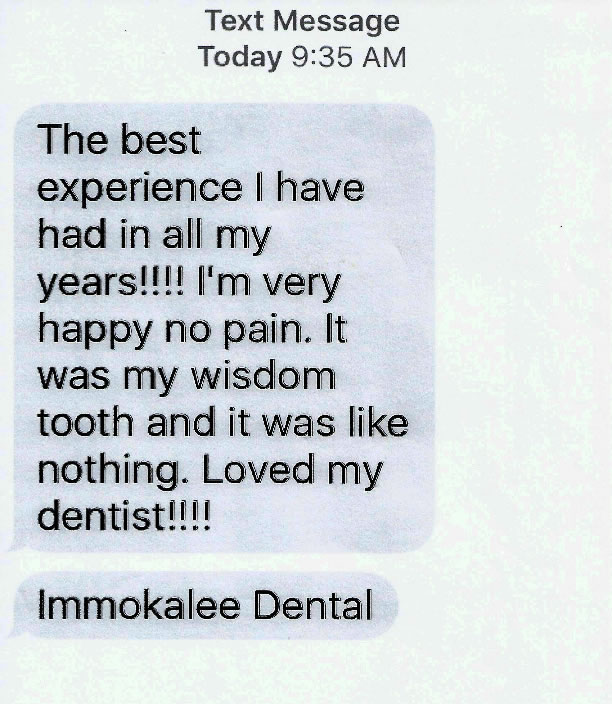 Text Message
Today 9:35 AM
The best
experience I have
had in all my
years!!!! I'm very
happy no pain. It
was my wisdom
tooth and it was like
nothing. Loved my
dentist!!!!
Immokalee Dental